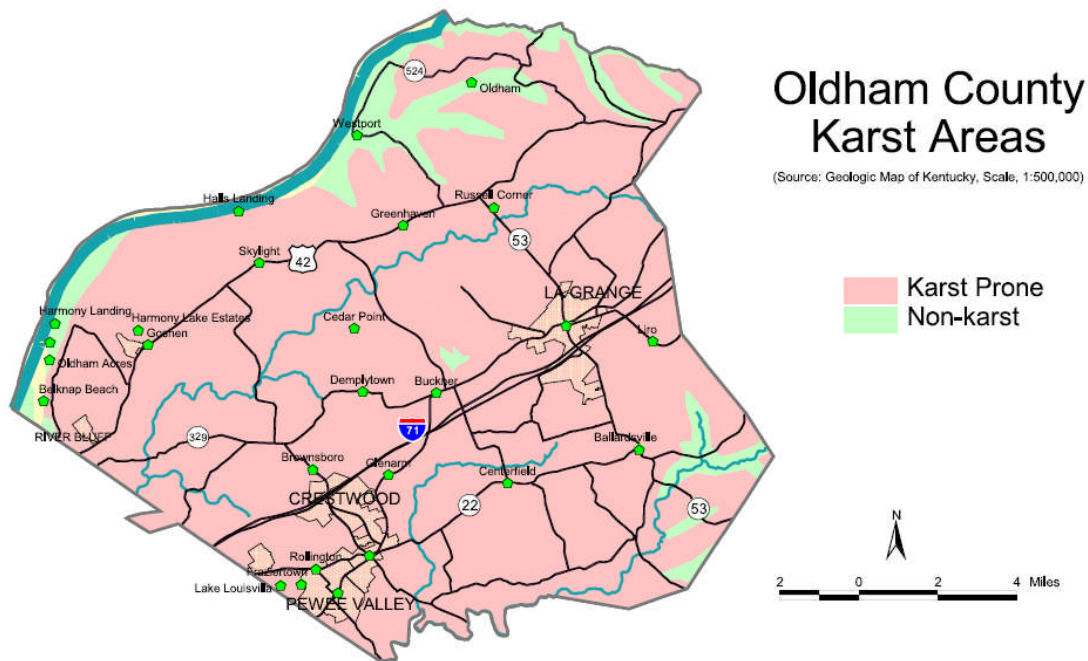 Oldham County
Karst Areas
(Source: Geologic Map of Kentucky, Scale, 1:500,000)
Karst Prone
Non-karst
524
Oldham
Westport
Halls Landing
Russell Corner
Greenhaven
53
Skylight
42
LA GRANGE
Harmony Landing
Harmony Lake Estates
Cedar Point
Goshen
Liro
Oldham Acres
Demplytown
Buckner
Belknap Beach
71
RIVER BLUFF
329
Ballardsville
Brownsboro
Glenarm
Centerfield
CRESTWOOD
22
53
Rollington
Fraziertown
Lake Louisvilla
PEWEE VALLEY
N
2 0 2 4 Miles